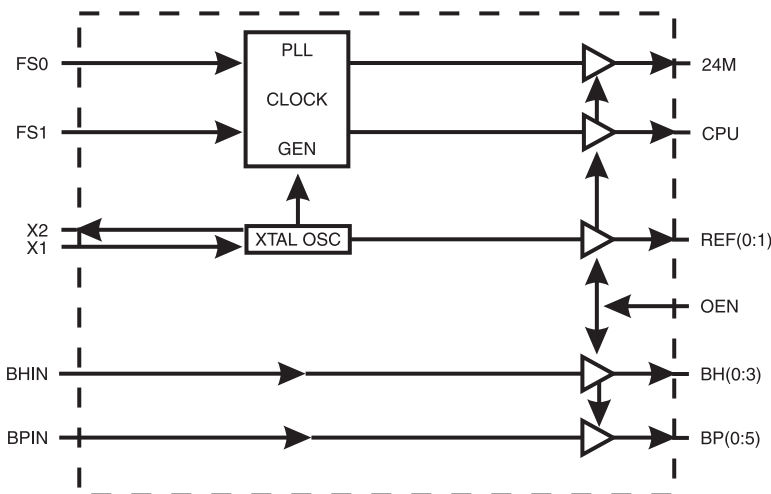 FS0
PLL
24M
CLOCK
FS1
CPU
GEN
X2
X1
XTAL OSC
REF(0:1)
OEN
BHIN
BH(0:3)
BPIN
BP(0:5)